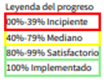 Leyenda del progreso
00%-39% Incipiente
40%-79% Mediano
80%-99% Satisfactorio
100% Implementado